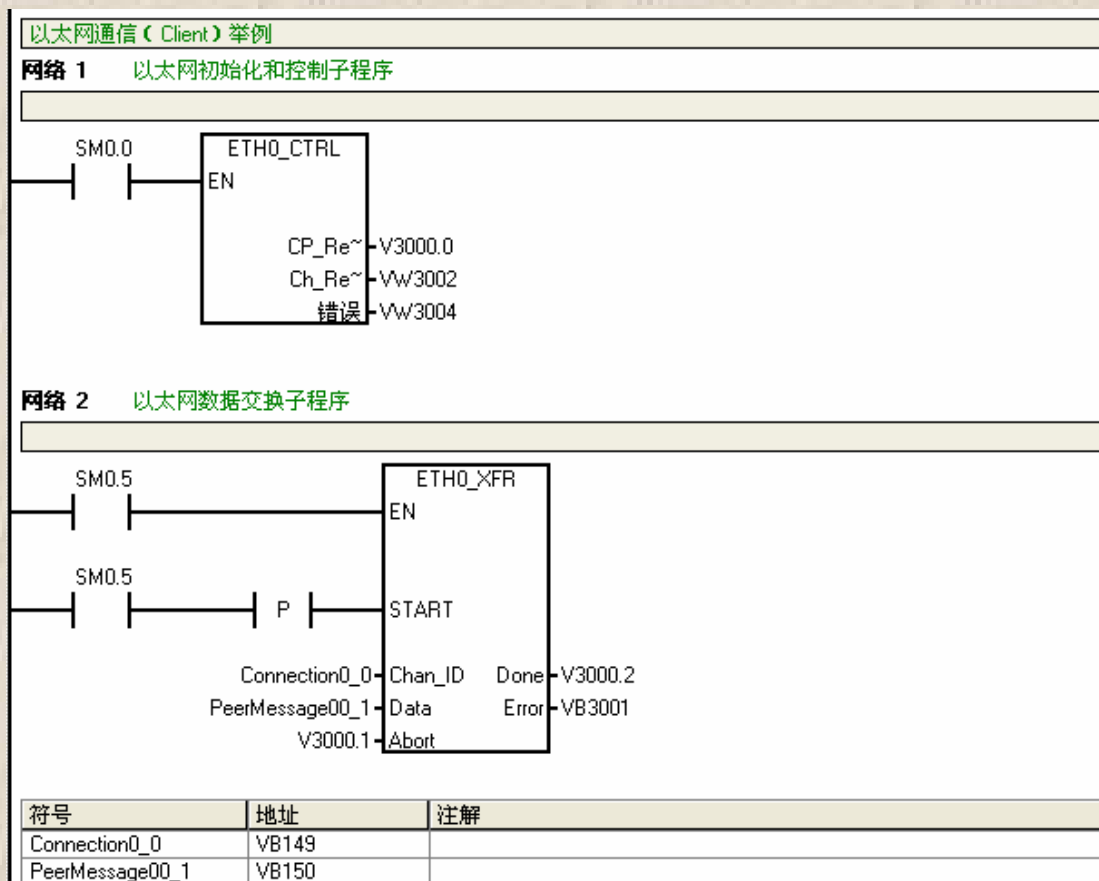 以太网通信（Client）举例
网络 1 以太网初始化和控制子程序
SM0.0
ETH0_CTRL
EN
CP_Re~ V3000.0
Ch_Re~ VW3002
错误 VW3004
网络 2 以太网数据交换子程序
SM0.5
ETH0_XFR
EN
SM0.5
P
START
Connection0_0 Chan_ID Done V3000.2
PeerMessage00_1 Data Error VB3001
V3000.1 Abort
符号 地址 注解
Connection0_0 VB149
PeerMessage00_1 VB150